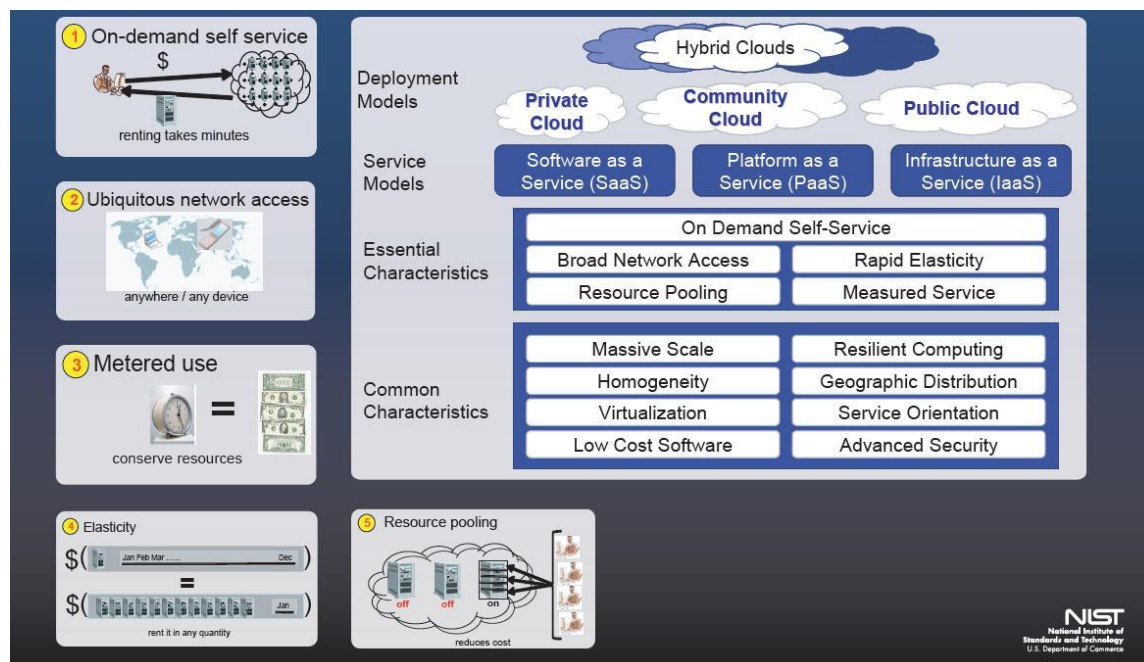 1 On-demand self service
$
renting takes minutes
2 Ubiquitous network access
anywhere / any device
3 Metered use
=
conserve resources
4 Elasticity
$( Jan Feb Mar ...... Dec )
=
$( Jan )
rent it in any quantity
Deployment
Models
Hybrid Clouds
Private
Cloud
Community
Cloud
Public Cloud
Service
Models
Software as a
Service (SaaS)
Platform as a
Service (PaaS)
Infrastructure as a
Service (IaaS)
Essential
Characteristics
On Demand Self-Service
Broad Network Access
Rapid Elasticity
Resource Pooling
Measured Service
Common
Characteristics
Massive Scale
Resilient Computing
Homogeneity
Geographic Distribution
Virtualization
Service Orientation
Low Cost Software
Advanced Security
5 Resource pooling
off
off
on
reduces cost
NIST
National Institute of
Standards and Technology
U.S. Department of Commerce